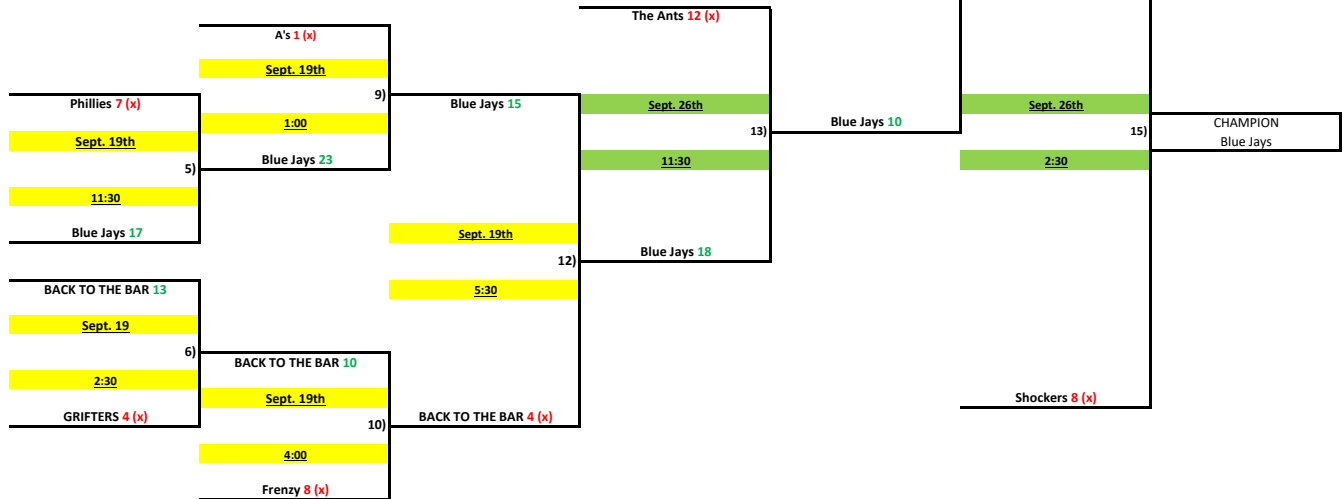 The Ants 12 (x)
A's 1 (x)
Sept. 19th
9)
1:00
Blue Jays 23
Phillies 7 (x)
Sept. 19th
5)
11:30
Blue Jays 17
Blue Jays 15
Sept. 26th
13)
11:30
Blue Jays 10
Sept. 26th
15)
2:30
CHAMPION
Blue Jays
Sept. 19th
12)
5:30
Blue Jays 18
BACK TO THE BAR 13
Sept. 19
6)
2:30
GRIFTERS 4 (x)
BACK TO THE BAR 10
Sept. 19th
10)
4:00
Frenzy 8 (x)
BACK TO THE BAR 4 (x)
Shockers 8 (x)